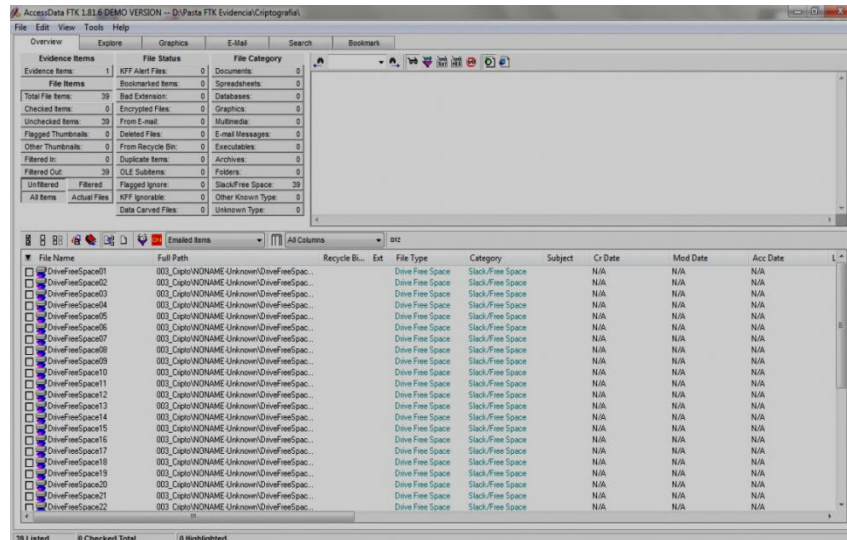 AccessData FTK 1.81.6 DEMO VERSION -- D:\Pasta FTK Evidencia\Criptografia\
File Edit View Tools Help
Overview Explore Graphics E-Mail Search Bookmark
Evidence Items File Status File Category
Evidence Items: 1 KFF Alert Files: 0 Documents: 0
File Items Bookmarked Items: 0 Spreadsheets: 0
Total File Items: 39 Bad Extension: 0 Databases: 0
Checked Items: 0 Encrypted Files: 0 Graphics: 0
Unchecked Items: 39 From E-mail: 0 Multimedia: 0
Flagged Thumbnails: 0 Deleted Files: 0 E-mail Messages: 0
Other Thumbnails: 0 From Recycle Bin: 0 Executables: 0
Filtered In: 0 Duplicate Items: 0 Archives: 0
Filtered Out: 39 OLE Subitems: 0 Folders: 0
Unfiltered Filtered Flagged Ignore: 0 Slack/Free Space: 39
All Items Actual Files KFF Ignorable: 0 Other Known Type: 0
Data Carved Files: 0 Unknown Type: 0
OFF Emailed Items All Columns
File Name Full Path Recycle Bi... Ext File Type Category Subject Cr Date Mod Date Acc Date L
DriveFreeSpace01 003_Cripto\NONAME-Unknown\DriveFreeSpac... Drive Free Space Slack/Free Space N/A N/A N/A
DriveFreeSpace02 003_Cripto\NONAME-Unknown\DriveFreeSpac... Drive Free Space Slack/Free Space N/A N/A N/A
DriveFreeSpace03 003_Cripto\NONAME-Unknown\DriveFreeSpac... Drive Free Space Slack/Free Space N/A N/A N/A
DriveFreeSpace04 003_Cripto\NONAME-Unknown\DriveFreeSpac... Drive Free Space Slack/Free Space N/A N/A N/A
DriveFreeSpace05 003_Cripto\NONAME-Unknown\DriveFreeSpac... Drive Free Space Slack/Free Space N/A N/A N/A
DriveFreeSpace06 003_Cripto\NONAME-Unknown\DriveFreeSpac... Drive Free Space Slack/Free Space N/A N/A N/A
DriveFreeSpace07 003_Cripto\NONAME-Unknown\DriveFreeSpac... Drive Free Space Slack/Free Space N/A N/A N/A
DriveFreeSpace08 003_Cripto\NONAME-Unknown\DriveFreeSpac... Drive Free Space Slack/Free Space N/A N/A N/A
DriveFreeSpace09 003_Cripto\NONAME-Unknown\DriveFreeSpac... Drive Free Space Slack/Free Space N/A N/A N/A
DriveFreeSpace10 003_Cripto\NONAME-Unknown\DriveFreeSpac... Drive Free Space Slack/Free Space N/A N/A N/A
DriveFreeSpace11 003_Cripto\NONAME-Unknown\DriveFreeSpac... Drive Free Space Slack/Free Space N/A N/A N/A
DriveFreeSpace12 003_Cripto\NONAME-Unknown\DriveFreeSpac... Drive Free Space Slack/Free Space N/A N/A N/A
DriveFreeSpace13 003_Cripto\NONAME-Unknown\DriveFreeSpac... Drive Free Space Slack/Free Space N/A N/A N/A
DriveFreeSpace14 003_Cripto\NONAME-Unknown\DriveFreeSpac... Drive Free Space Slack/Free Space N/A N/A N/A
DriveFreeSpace15 003_Cripto\NONAME-Unknown\DriveFreeSpac... Drive Free Space Slack/Free Space N/A N/A N/A
DriveFreeSpace16 003_Cripto\NONAME-Unknown\DriveFreeSpac... Drive Free Space Slack/Free Space N/A N/A N/A
DriveFreeSpace17 003_Cripto\NONAME-Unknown\DriveFreeSpac... Drive Free Space Slack/Free Space N/A N/A N/A
DriveFreeSpace18 003_Cripto\NONAME-Unknown\DriveFreeSpac... Drive Free Space Slack/Free Space N/A N/A N/A
DriveFreeSpace19 003_Cripto\NONAME-Unknown\DriveFreeSpac... Drive Free Space Slack/Free Space N/A N/A N/A
DriveFreeSpace20 003_Cripto\NONAME-Unknown\DriveFreeSpac... Drive Free Space Slack/Free Space N/A N/A N/A
DriveFreeSpace21 003_Cripto\NONAME-Unknown\DriveFreeSpac... Drive Free Space Slack/Free Space N/A N/A N/A
DriveFreeSpace22 003_Cripto\NONAME-Unknown\DriveFreeSpac... Drive Free Space Slack/Free Space N/A N/A N/A
39 Listed 0 Checked Total 0 Highlighted